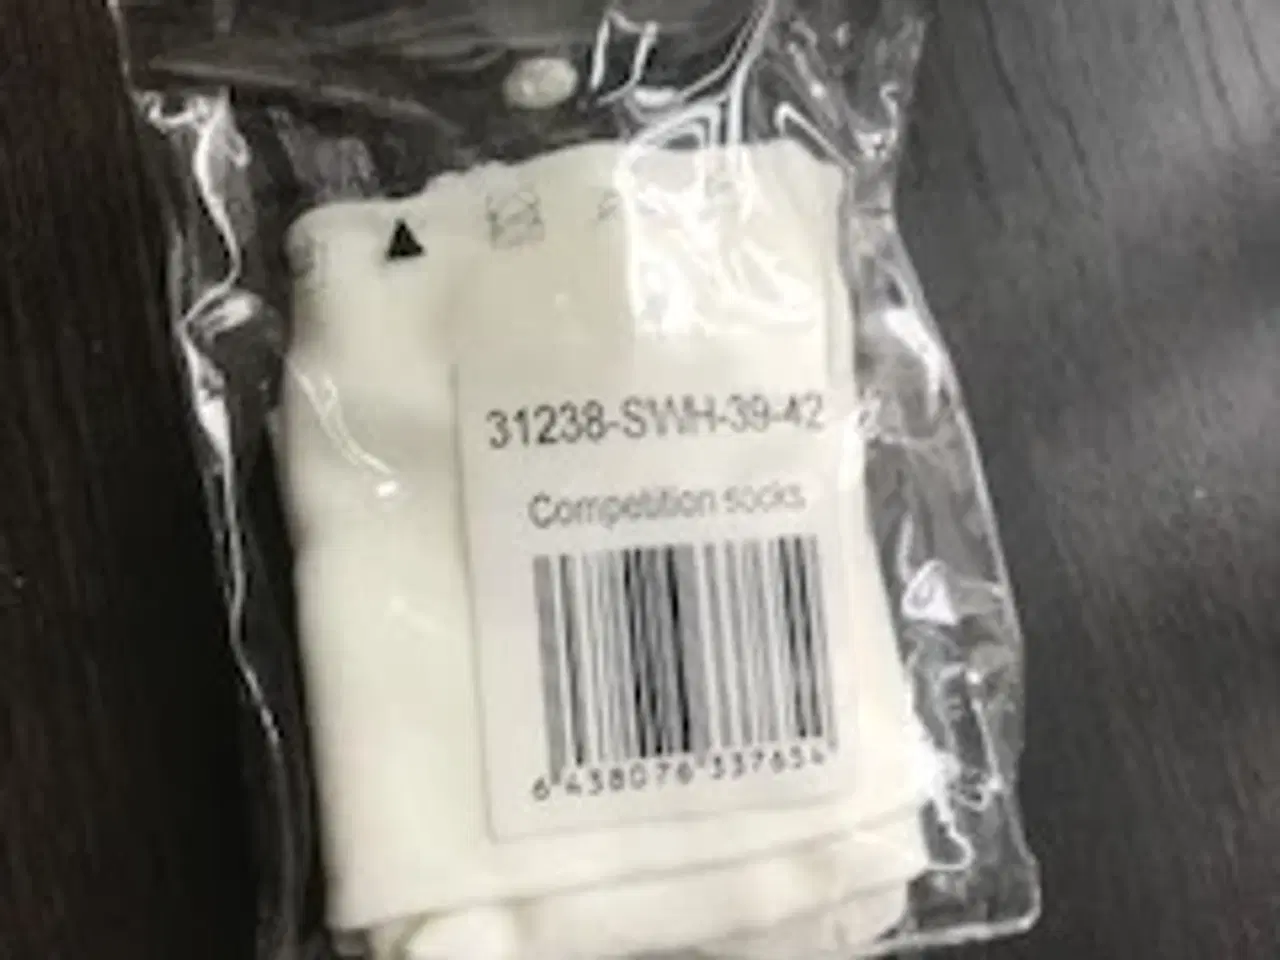 31238-SWH-39-42
Competition socks
6 438076 337654